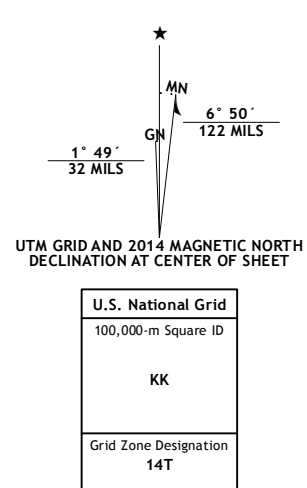 ★
MN
GN
6° 50´
122 MILS
1° 49´
32 MILS
UTM GRID AND 2014 MAGNETIC NORTH
DECLINATION AT CENTER OF SHEET
U.S. National Grid
100,000-m Square ID
KK
Grid Zone Designation
14T